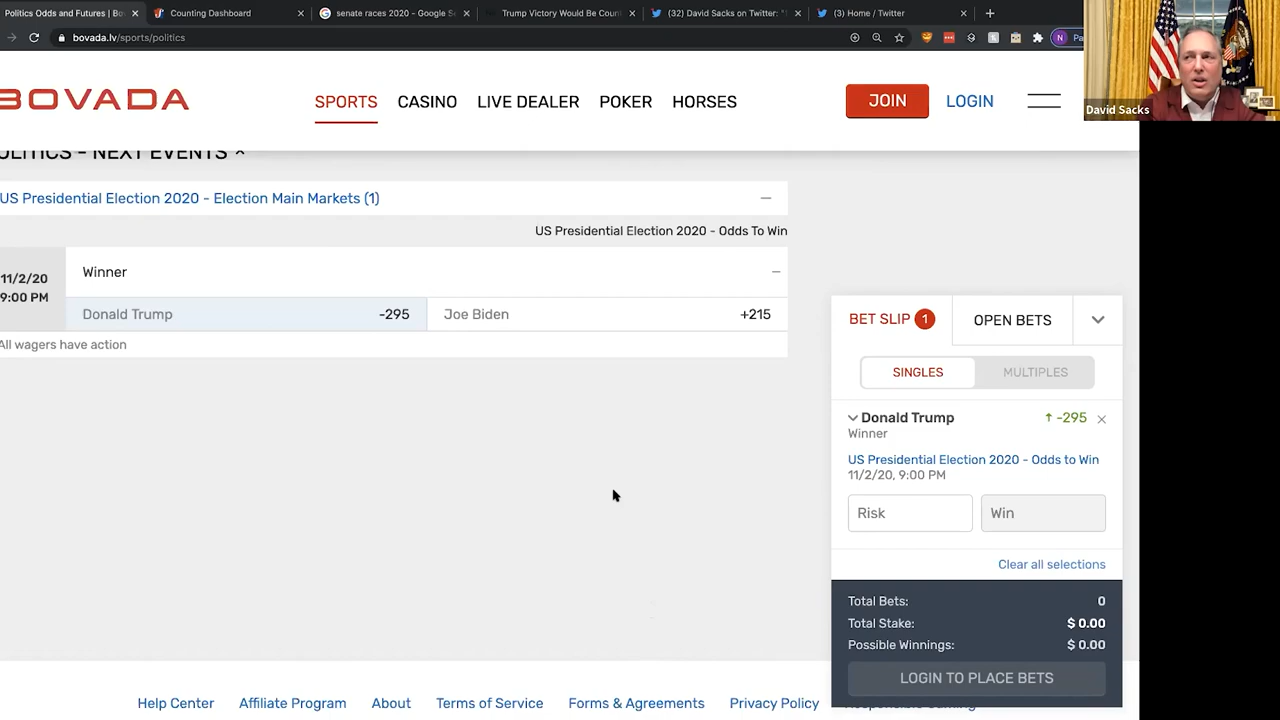 Politics Odds and Futures | Bov
Counting Dashboard
senate races 2020 - Google Se
Trump Victory Would Be Coun
(32) David Sacks on Twitter: "
(3) Home / Twitter
bovada.lv/sports/politics
N Pa
BOVADA
SPORTS CASINO LIVE DEALER POKER HORSES
JOIN LOGIN
David Sacks
OLITICS - NEXT EVENTS
US Presidential Election 2020 - Election Main Markets (1)
US Presidential Election 2020 - Odds To Win
11/2/20
9:00 PM
Winner
Donald Trump -295 Joe Biden +215
All wagers have action
BET SLIP 1 OPEN BETS
SINGLES MULTIPLES
Donald Trump -295
Winner
US Presidential Election 2020 - Odds to Win
11/2/20, 9:00 PM
Risk Win
Clear all selections
Total Bets: 0
Total Stake: $ 0.00
Possible Winnings: $ 0.00
LOGIN TO PLACE BETS
Help Center Affiliate Program About Terms of Service Forms & Agreements Privacy Policy